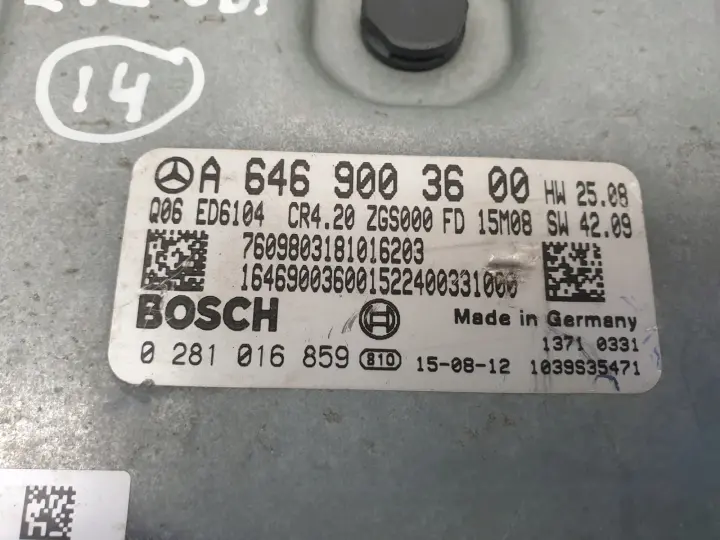 14
A 646 900 36 00 HW 25.08
Q06 ED6104 CR4.20 ZGS000 FD 15M08 SW 42.09
7609803181016203
164690036001522400331000
BOSCH Made in Germany
1371 0331
0 281 016 859 810 15-08-12 1039S35471